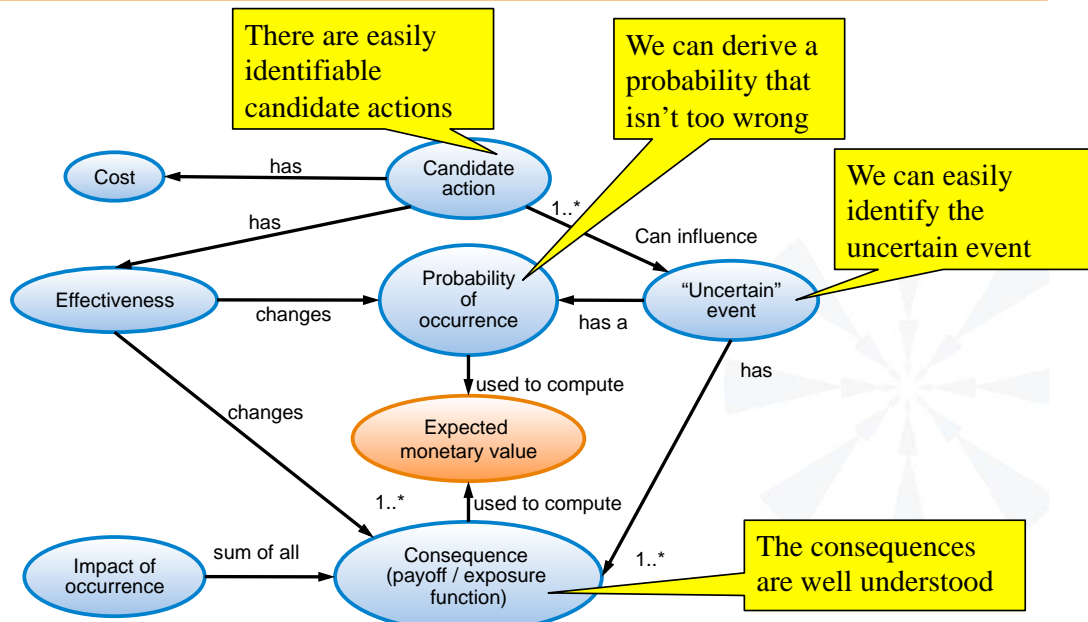 There are easily
identifiable
candidate actions
We can derive a
probability that
isn’t too wrong
We can easily
identify the
uncertain event
Cost
has
Candidate
action
has
1..*
Can influence
Effectiveness
changes
Probability
of
occurrence
has a
“Uncertain”
event
used to compute
has
changes
Expected
monetary value
1..*
used to compute
Impact of
occurrence
sum of all
Consequence
(payoff / exposure
function)
1..*
The consequences
are well understood